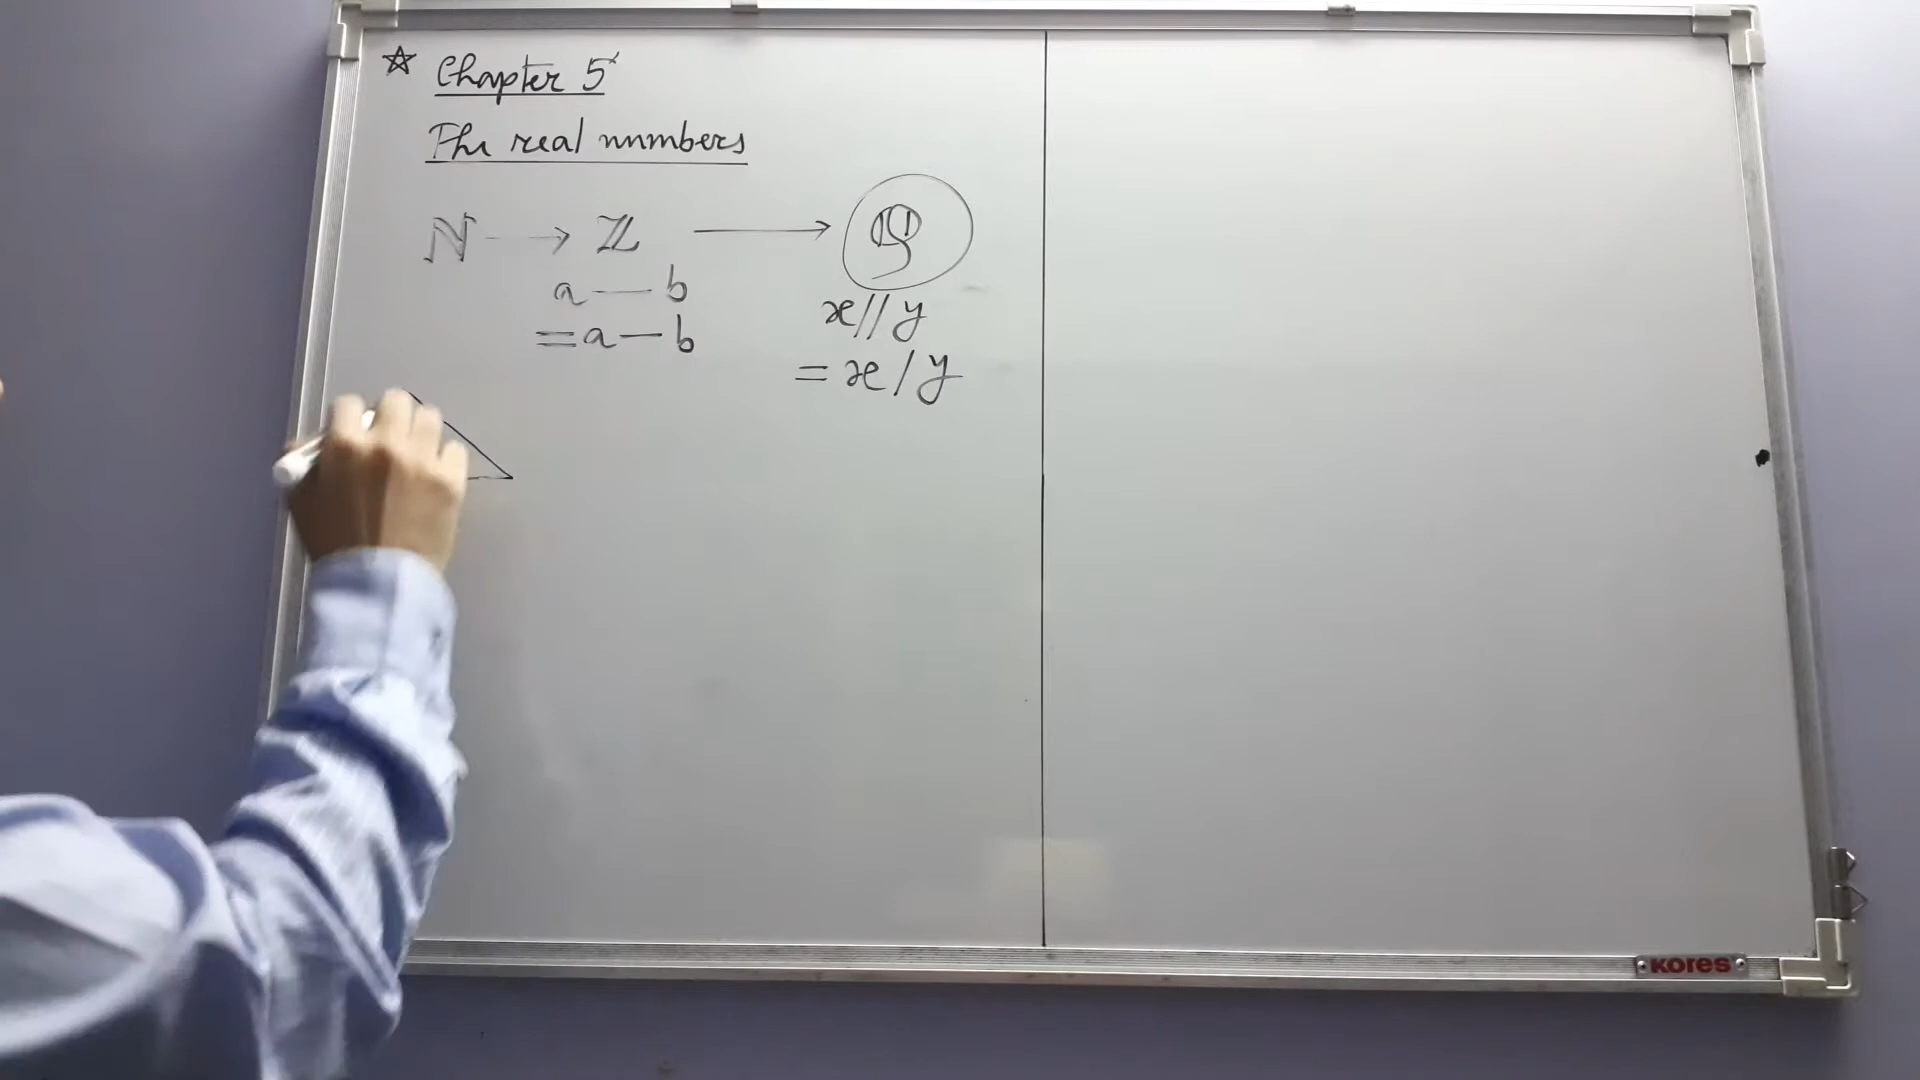 ☆ Chapter 5
The real numbers
ℕ → ℤ → ℚ
a — b
= a — b
x // y
= x / y
KORES